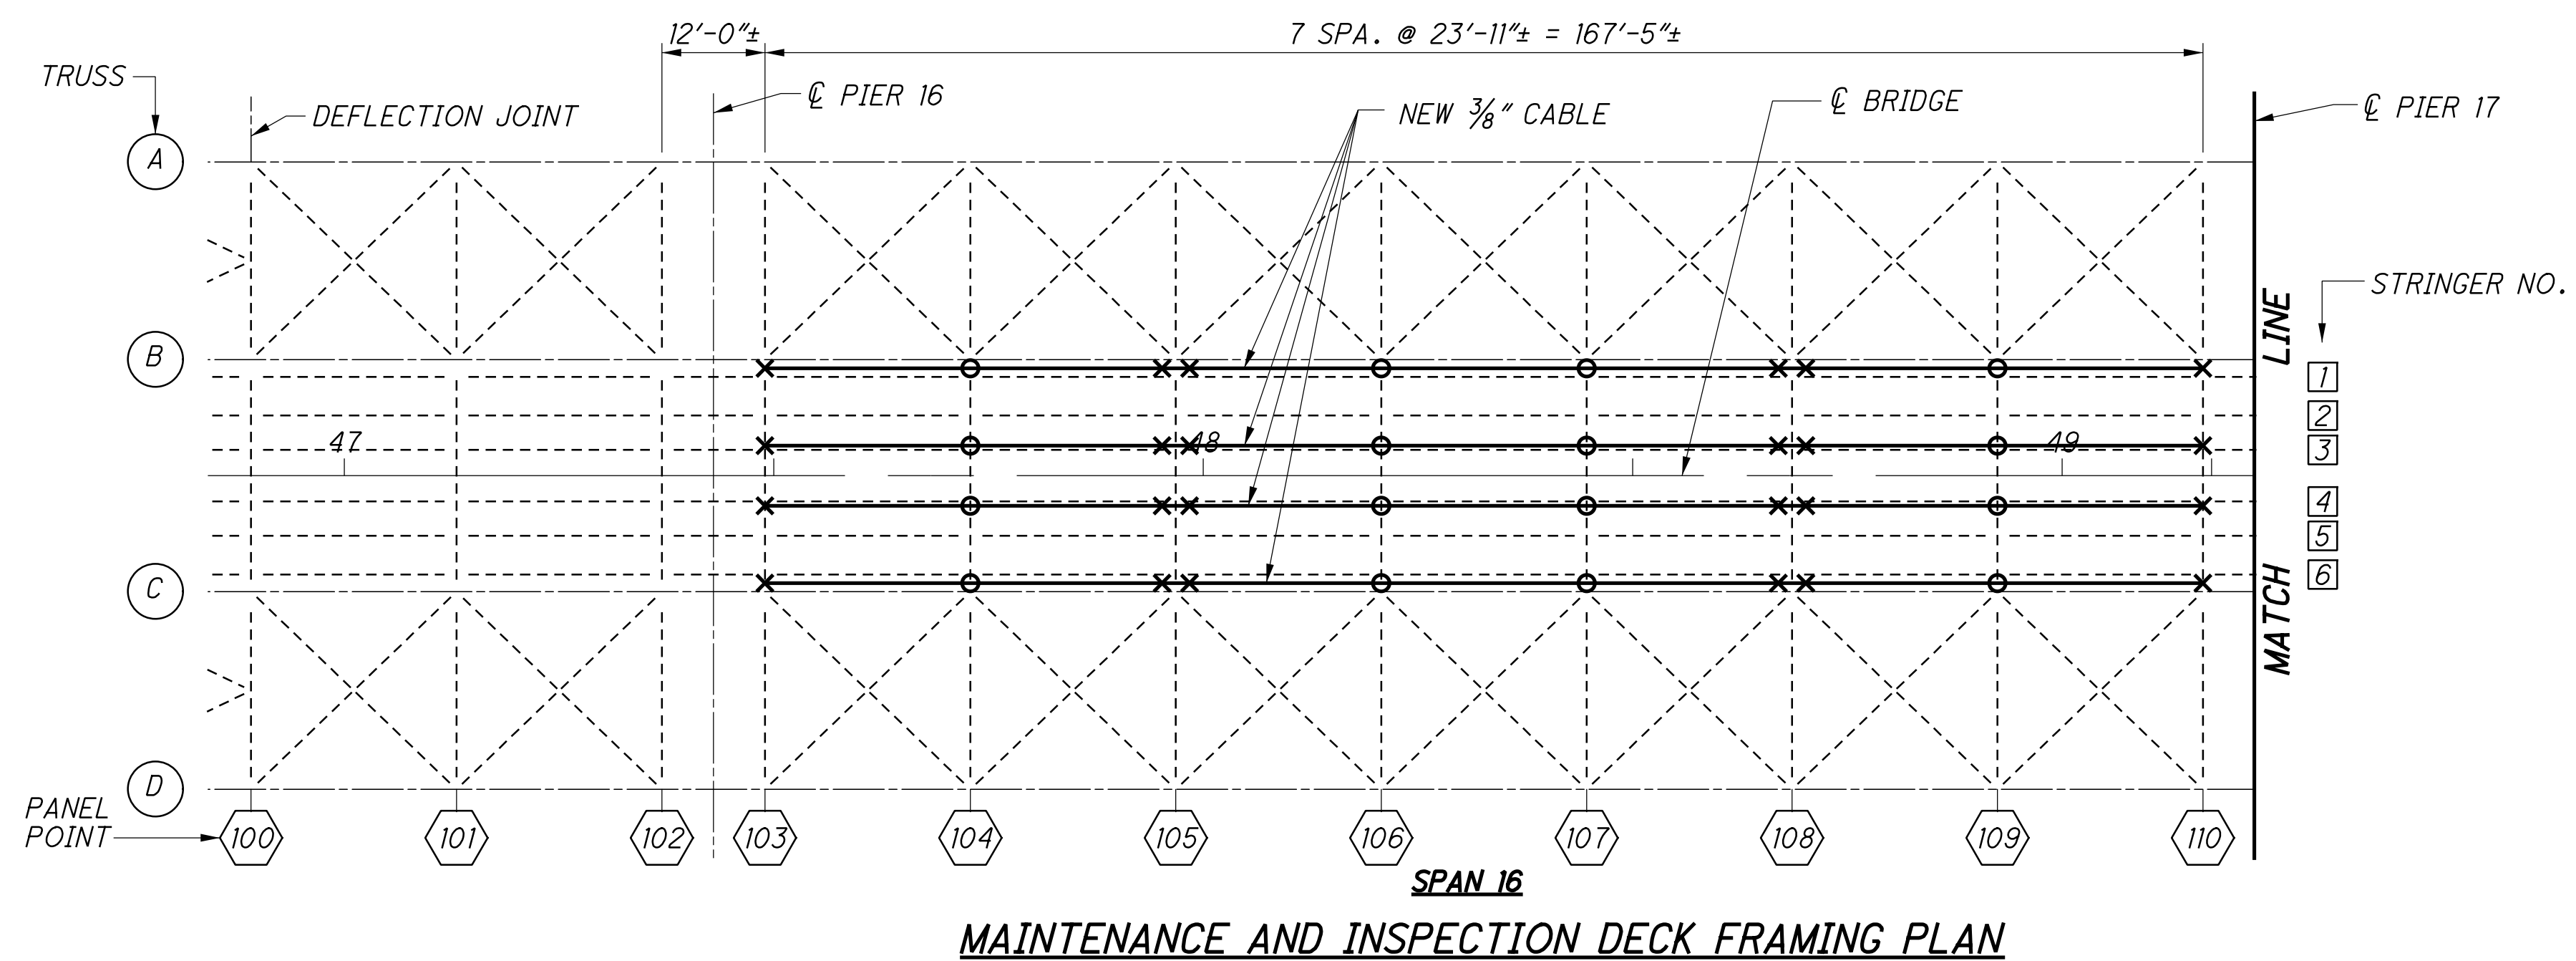 12'-0"±
7 SPA. @ 23'-11"± = 167'-5"±
TRUSS
DEFLECTION JOINT
℄ PIER 16
NEW 3/8" CABLE
℄ BRIDGE
℄ PIER 17
A
B
C
D
STRINGER NO.
1
2
3
4
5
6
47
48
49
MATCH LINE
PANEL
POINT
100
101
102
103
104
105
106
107
108
109
110
SPAN 16
MAINTENANCE AND INSPECTION DECK FRAMING PLAN